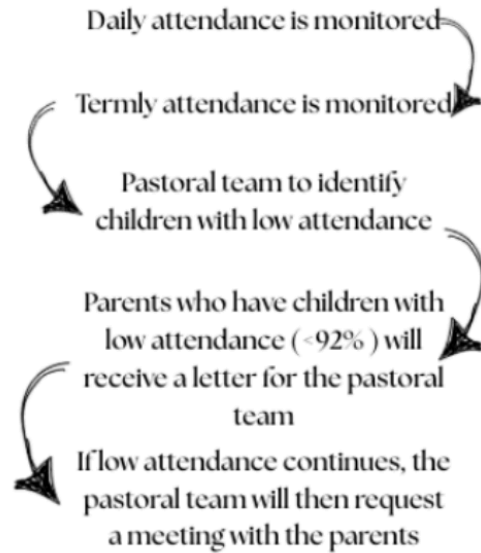 Daily attendance is monitored
Termly attendance is monitored
Pastoral team to identify
children with low attendance
Parents who have children with
low attendance (<92% ) will
receive a letter for the pastoral
team
If low attendance continues, the
pastoral team will then request
a meeting with the parents